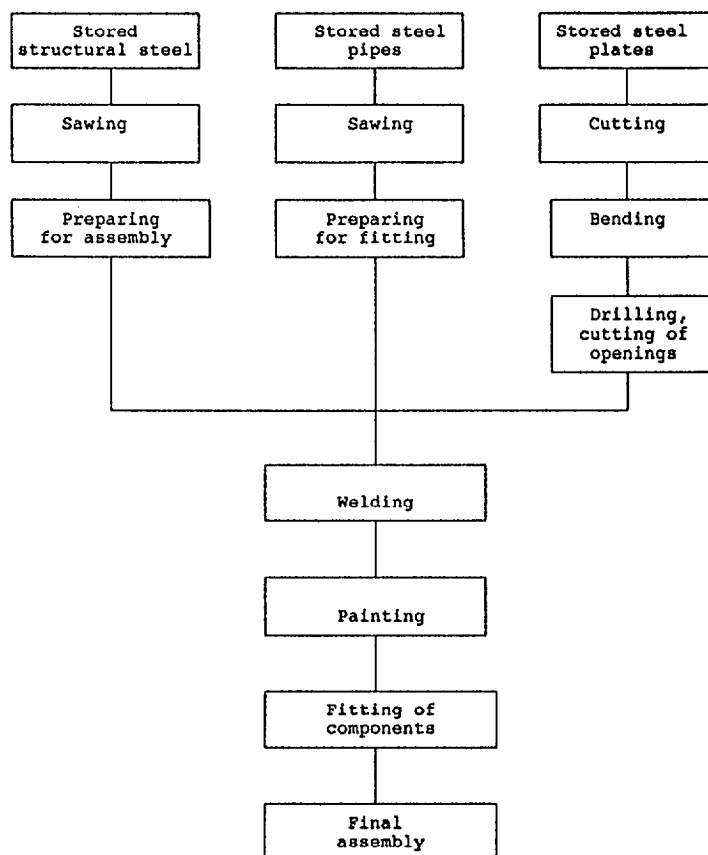 Stored
structural steel
Stored steel
pipes
Stored steel
plates
Sawing
Sawing
Cutting
Preparing
for assembly
Preparing
for fitting
Bending
Drilling,
cutting of
openings
Welding
Painting
Fitting of
components
Final
assembly